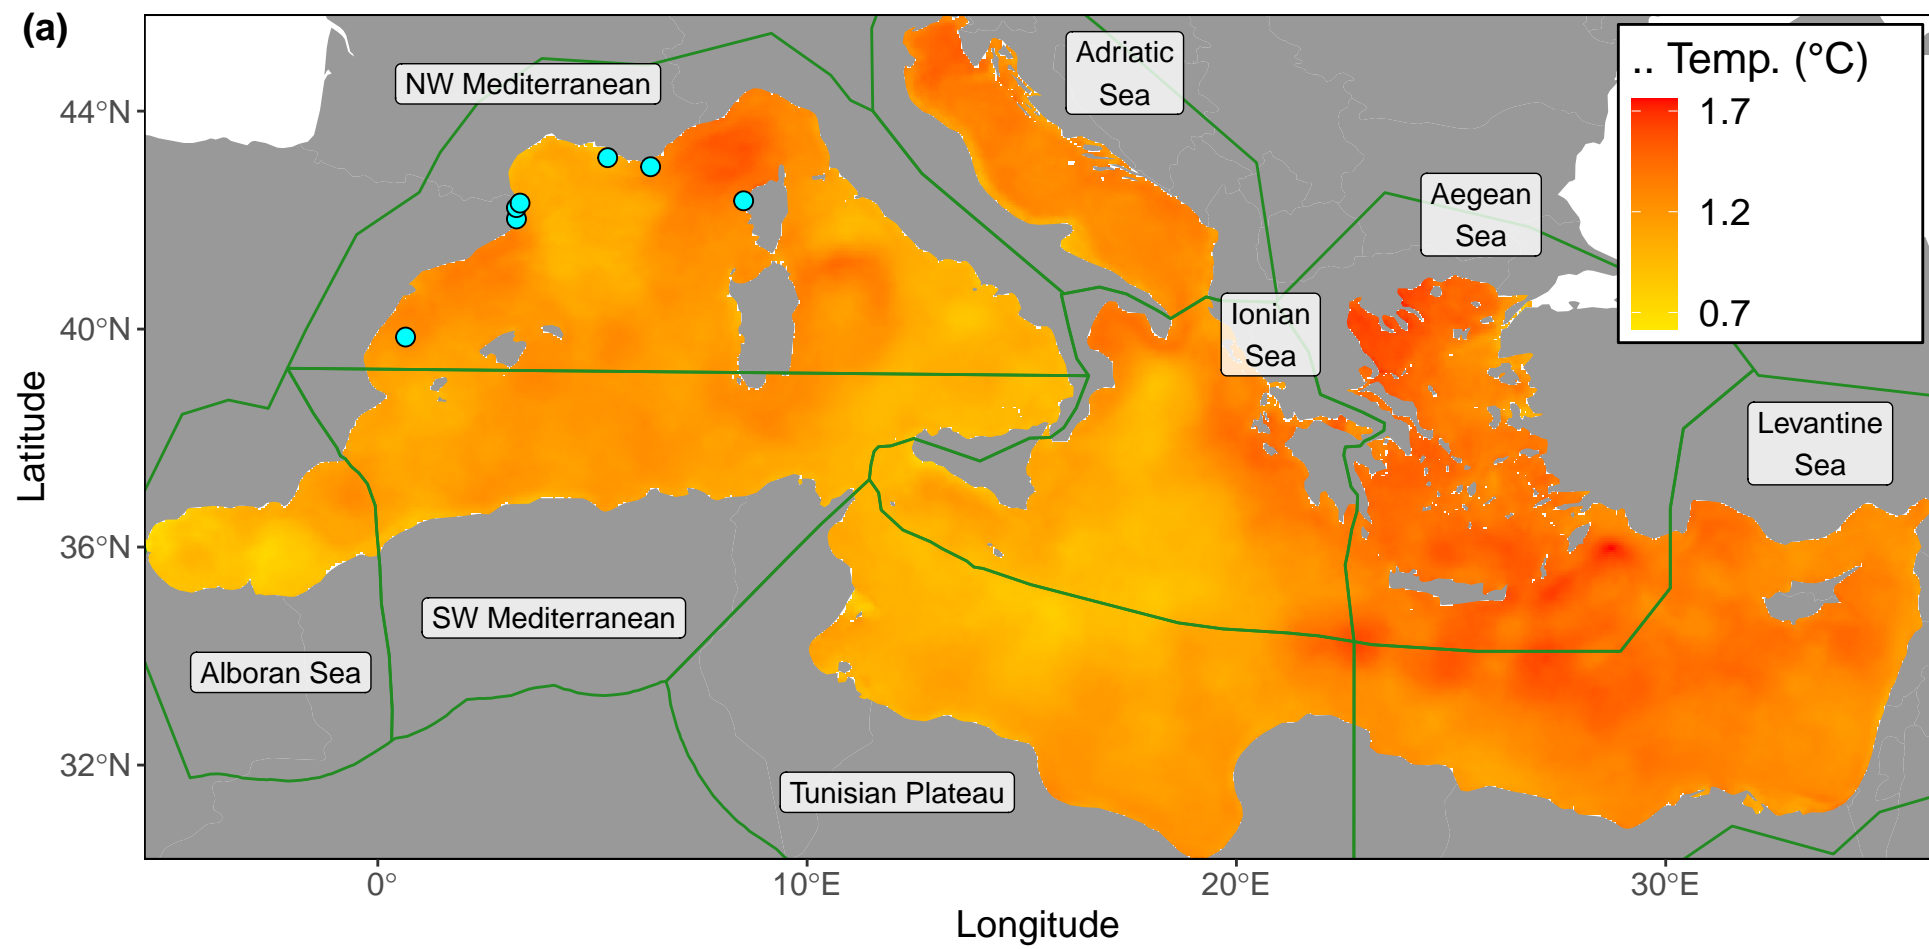 (a)
NW Mediterranean
Adriatic
Sea
.. Temp. (°C)
1.7
1.2
0.7
Aegean
Sea
Ionian
Sea
Levantine
Sea
SW Mediterranean
Alboran Sea
Tunisian Plateau
44°N
40°N
36°N
32°N
Latitude
0°
10°E
20°E
30°E
Longitude